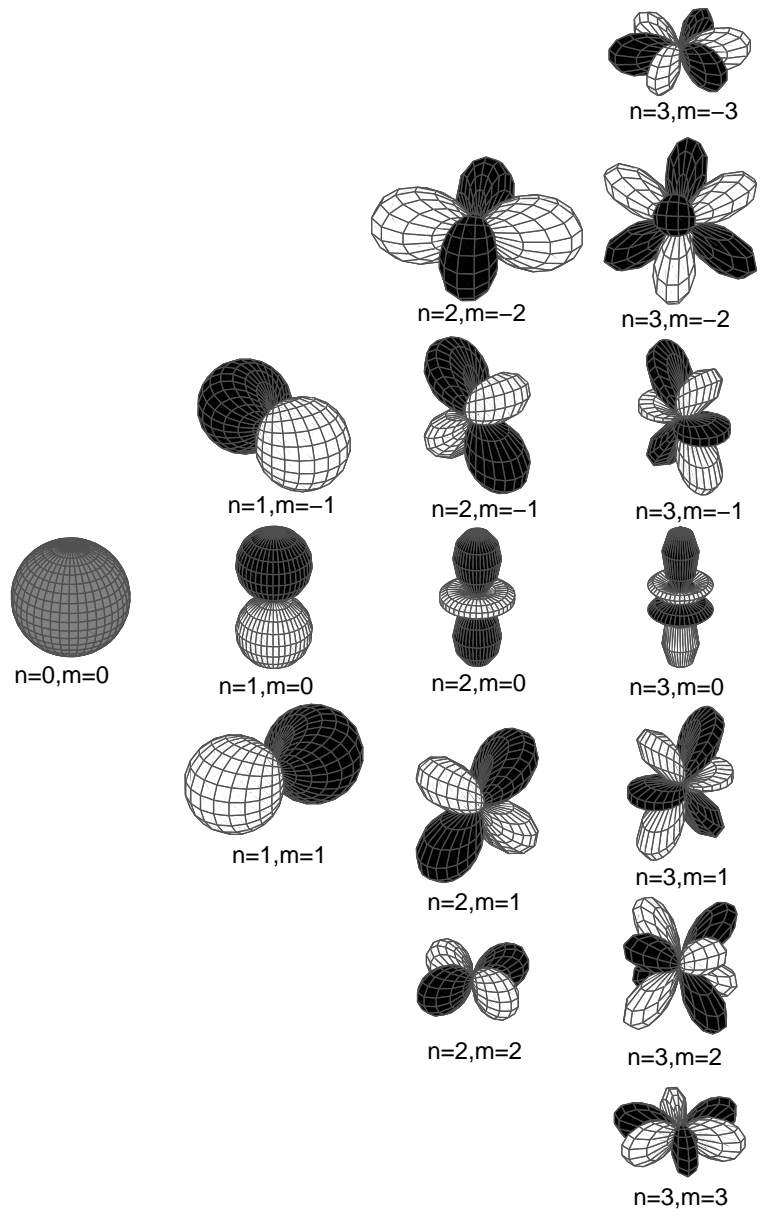 n=3,m=−3
n=2,m=−2
n=3,m=−2
n=1,m=−1
n=2,m=−1
n=3,m=−1
n=0,m=0
n=1,m=0
n=2,m=0
n=3,m=0
n=1,m=1
n=2,m=1
n=3,m=1
n=2,m=2
n=3,m=2
n=3,m=3